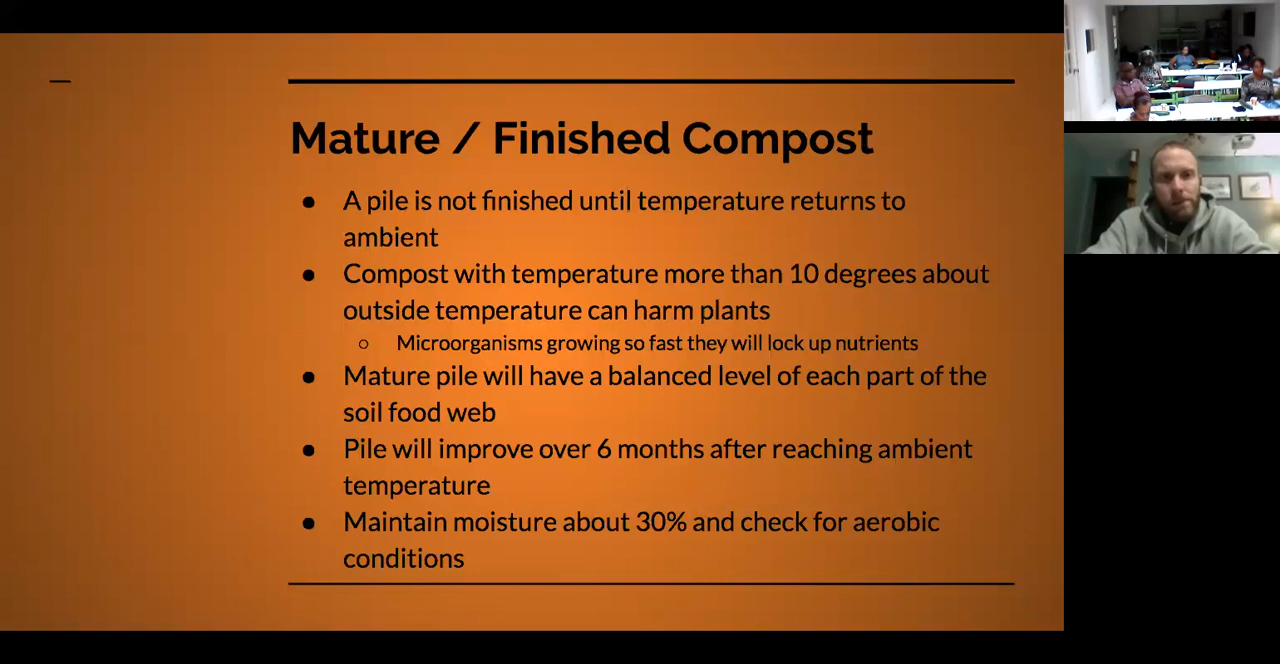 Mature / Finished Compost
● A pile is not finished until temperature returns to
ambient
● Compost with temperature more than 10 degrees about
outside temperature can harm plants
○ Microorganisms growing so fast they will lock up nutrients
● Mature pile will have a balanced level of each part of the
soil food web
● Pile will improve over 6 months after reaching ambient
temperature
● Maintain moisture about 30% and check for aerobic
conditions